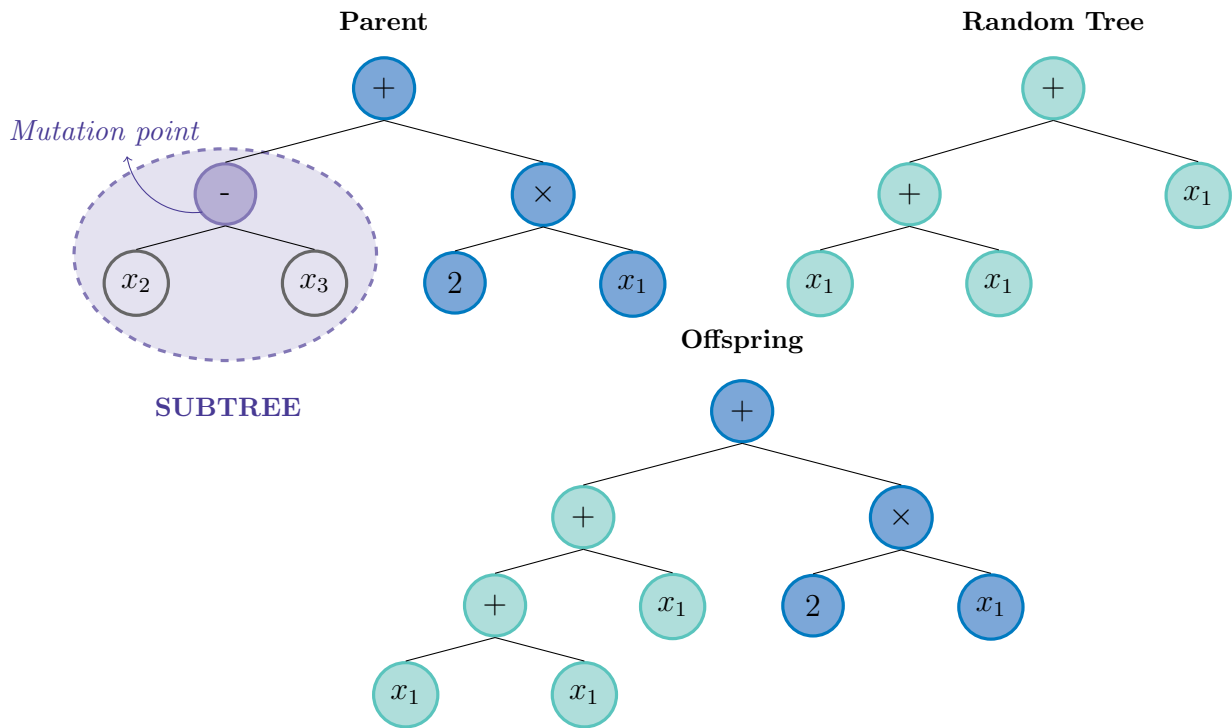 Parent
Random Tree
+
+
Mutation point
-
×
+
x₁
x₂
x₃
2
x₁
x₁
x₁
Offspring
SUBTREE
+
+
×
+
x₁
2
x₁
x₁
x₁